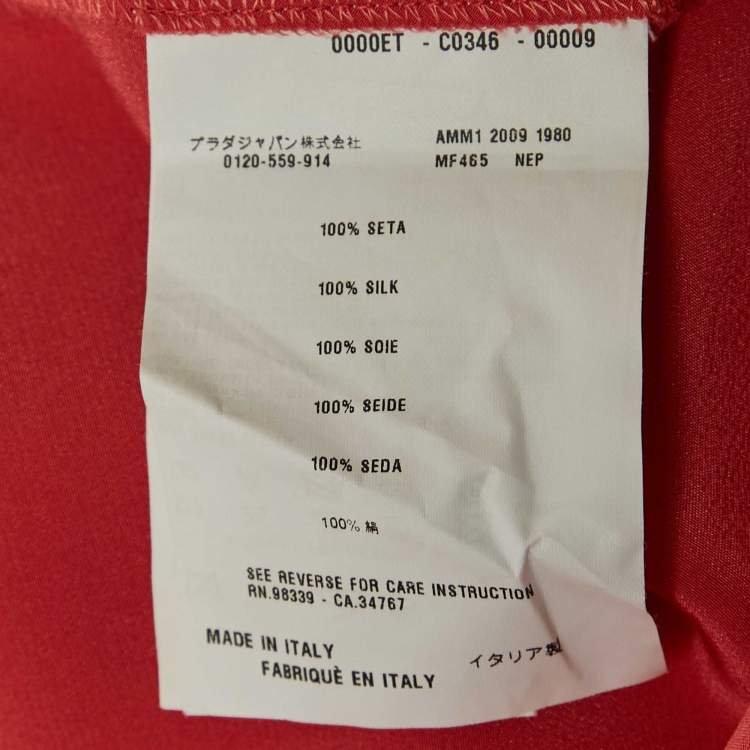 0000ET - C0346 - 00009
プラダジャパン株式会社 AMM1 2009 1980
0120-559-914 MF465 NEP
100% SETA
100% SILK
100% SOIE
100% SEIDE
100% SEDA
100% 絹
SEE REVERSE FOR CARE INSTRUCTION
RN.98339 - CA.34767
MADE IN ITALY
FABRIQUÈ EN ITALY
イタリア製